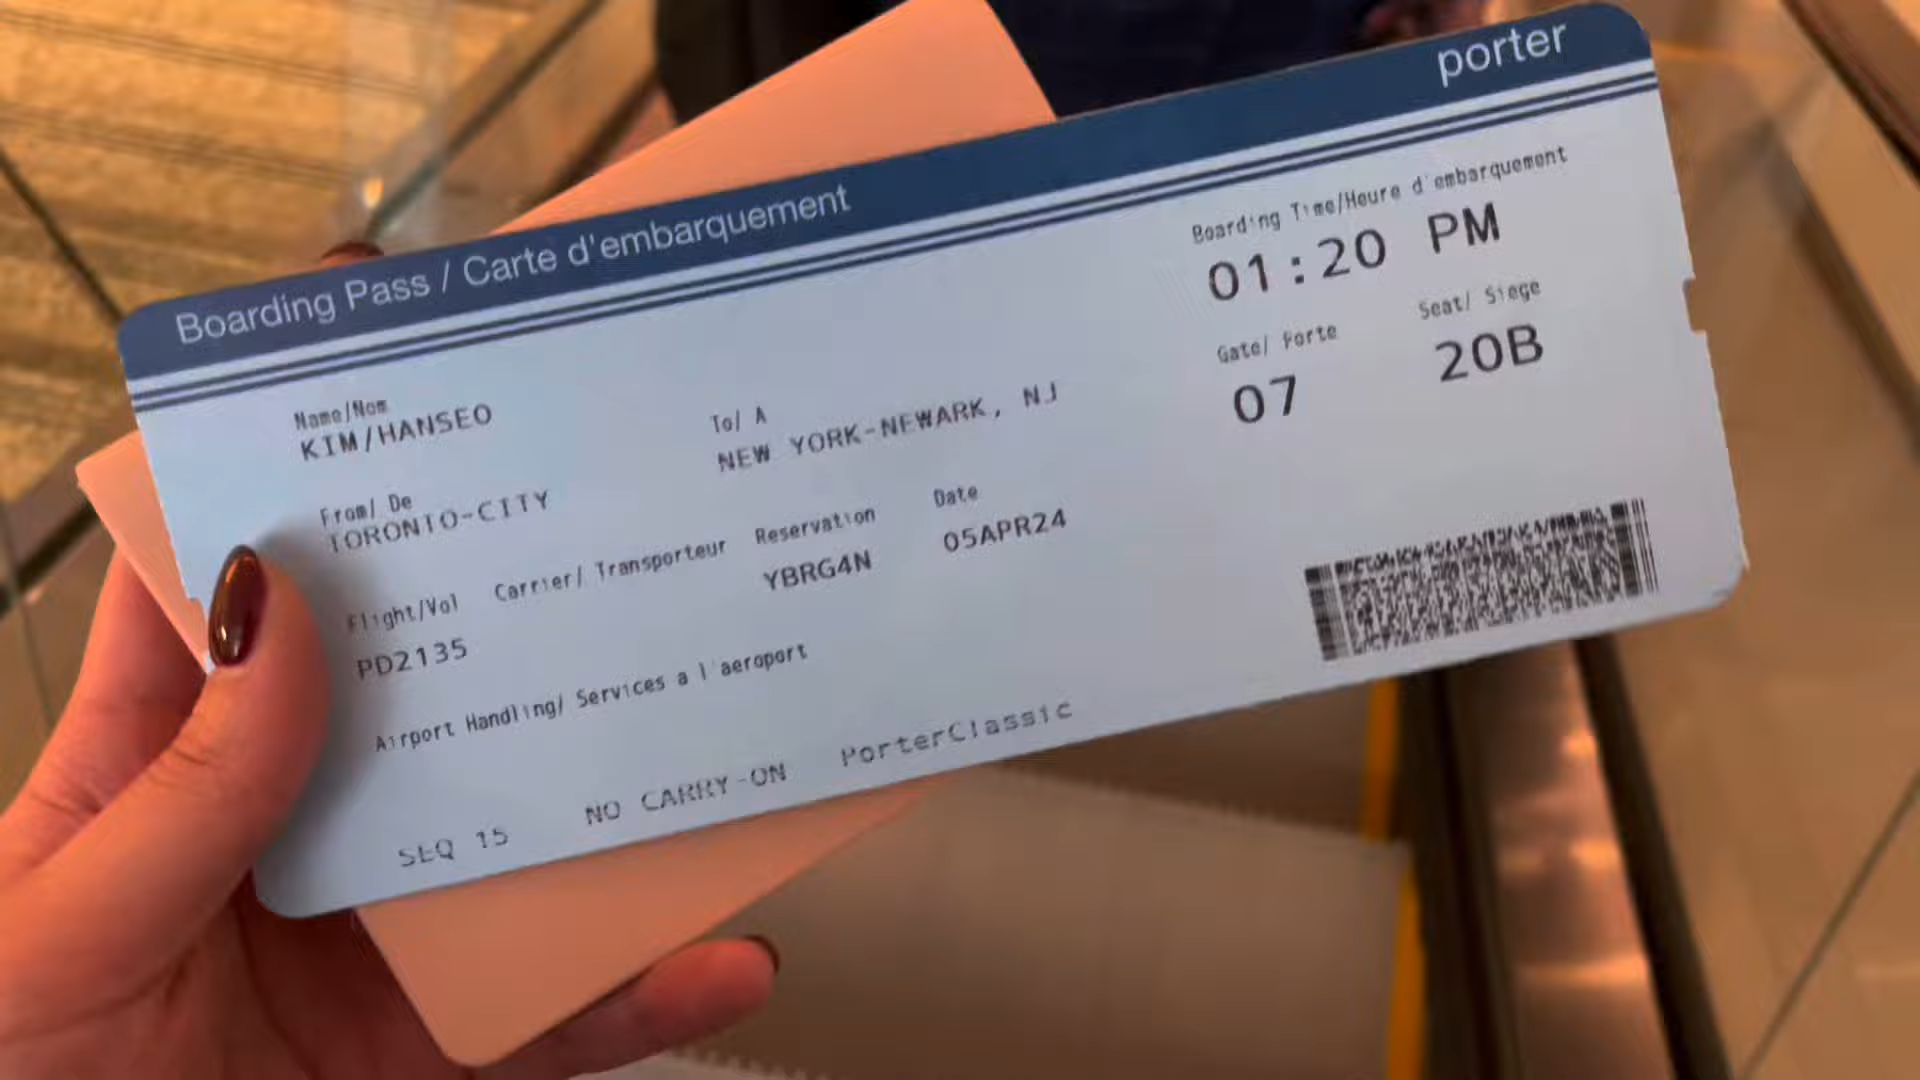 porter
Boarding Pass / Carte d'embarquement
Boarding Time/Heure d'embarquement
01:20 PM
Gate/ Porte
Seat/ Siege
07
20B
Name/Nom
KIM/HANSEO
To/ A
NEW YORK-NEWARK, NJ
From/ De
TORONTO-CITY
Flight/Vol
Carrier/ Transporteur
Reservation
Date
PD2135
YBRG4N
05APR24
Airport Handling/ Services a l'aeroport
SEQ 15
NO CARRY-ON
PorterClassic